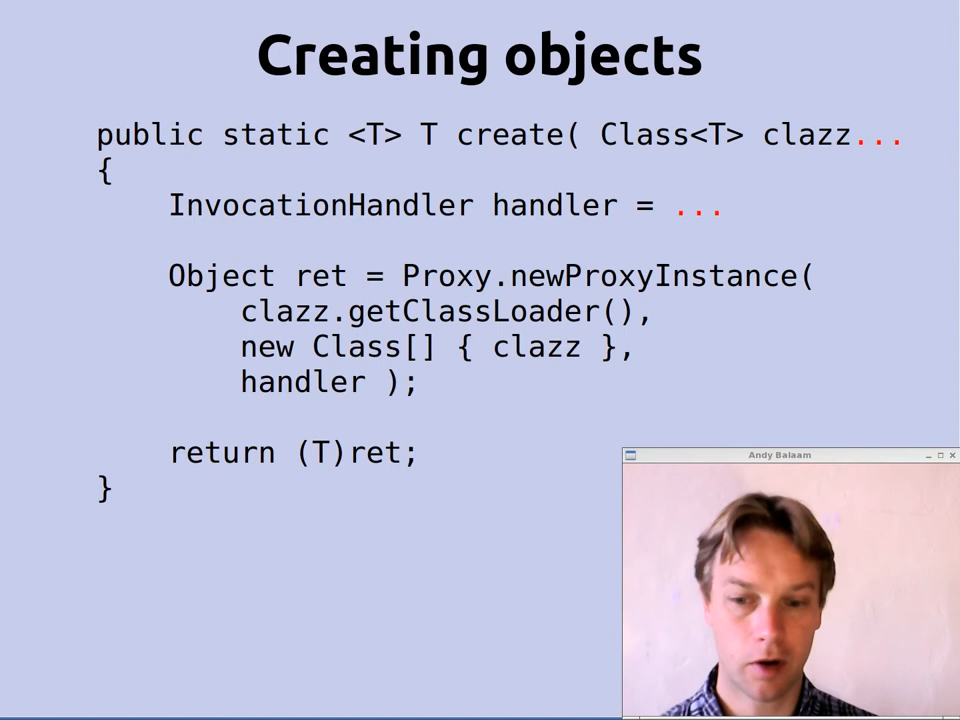 Creating objects
public static <T> T create( Class<T> clazz...
{
    InvocationHandler handler = ...
    Object ret = Proxy.newProxyInstance(
        clazz.getClassLoader(),
        new Class[] { clazz },
        handler );
    return (T)ret;
}
Andy Balaam